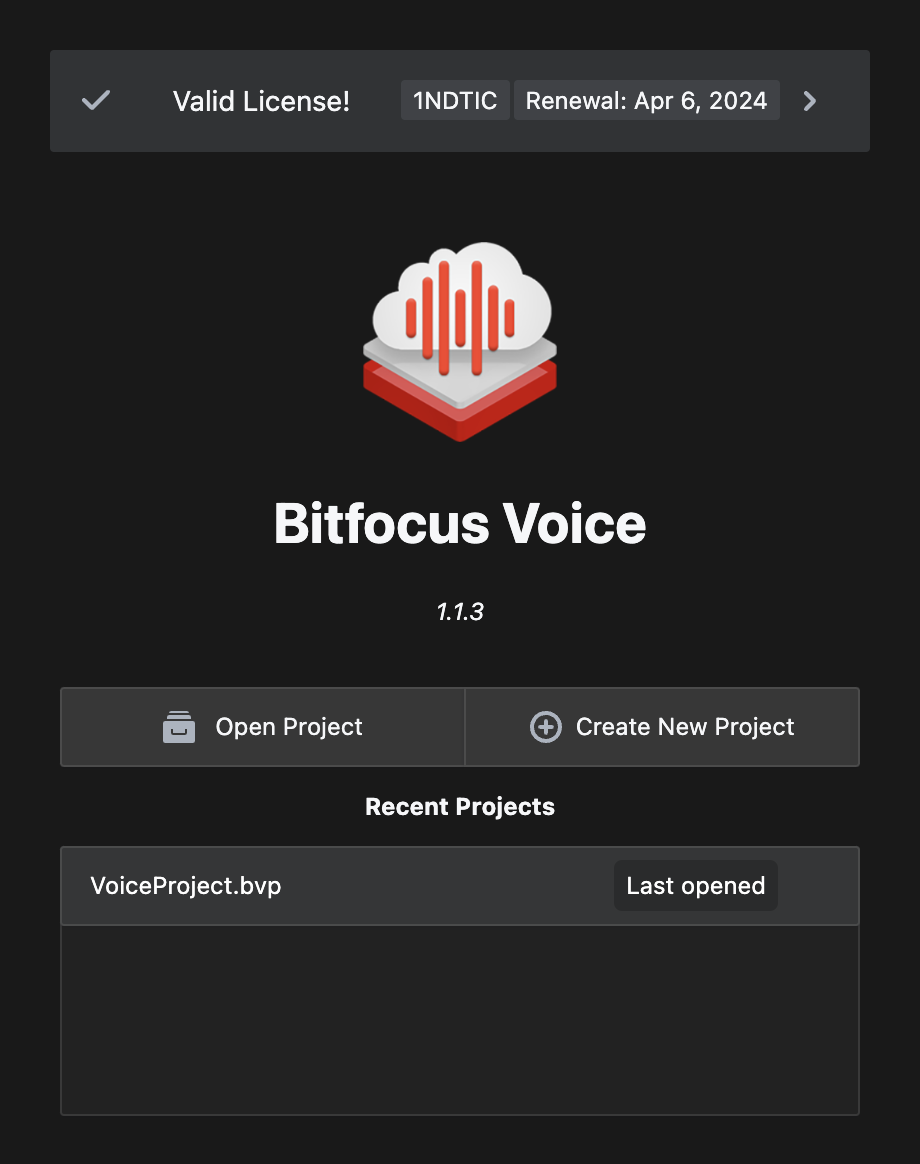 Valid License! 1NDTIC Renewal: Apr 6, 2024
Bitfocus Voice
1.1.3
Open Project Create New Project
Recent Projects
VoiceProject.bvp Last opened